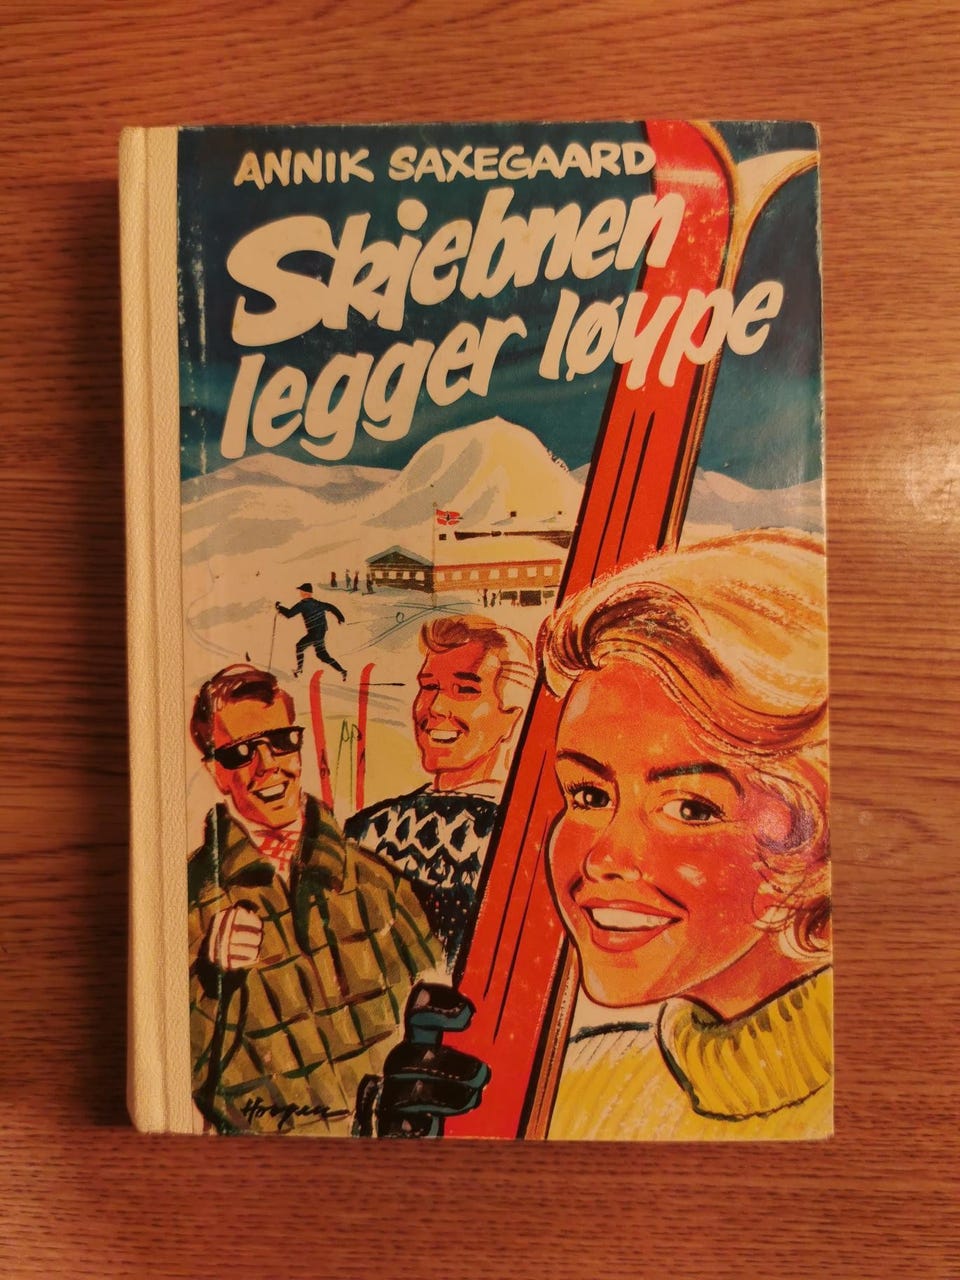 ANNIK SAXEGAARD
Skjebnen
legger løype